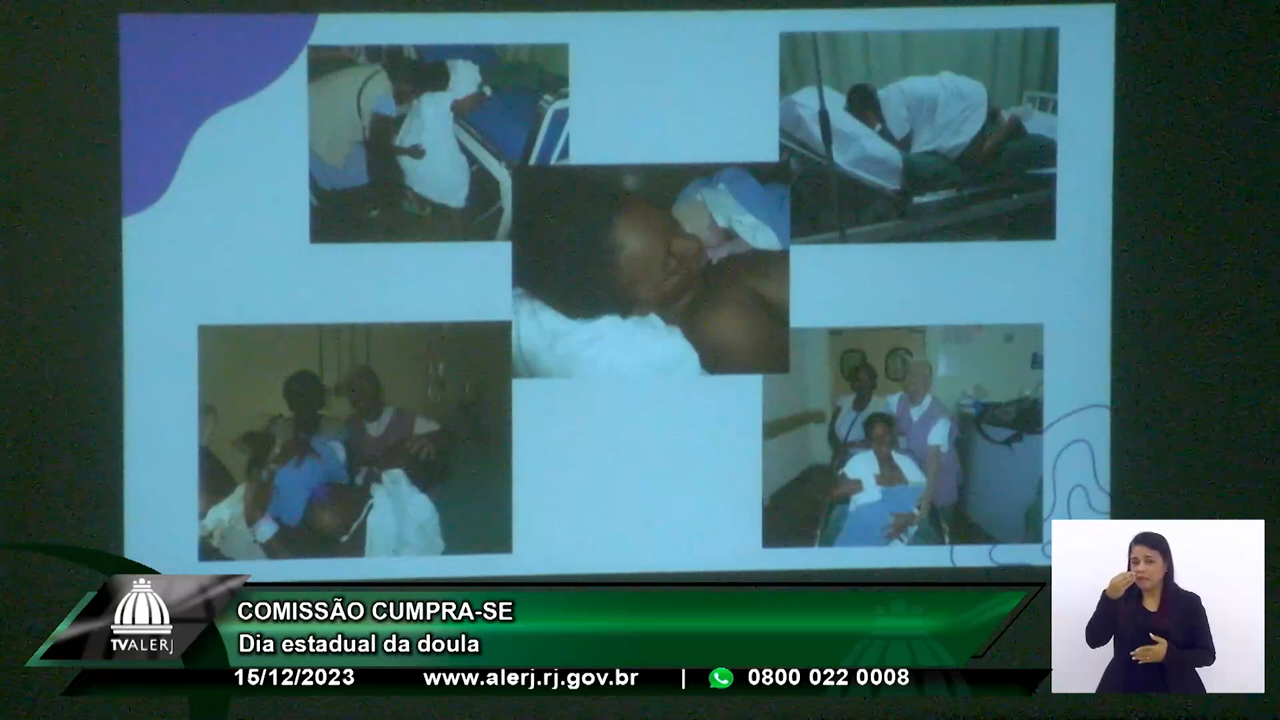 COMISSÃO CUMPRA-SE
TVALERJ
Dia estadual da doula
15/12/2023
www.alerj.rj.gov.br
|
0800 022 0008